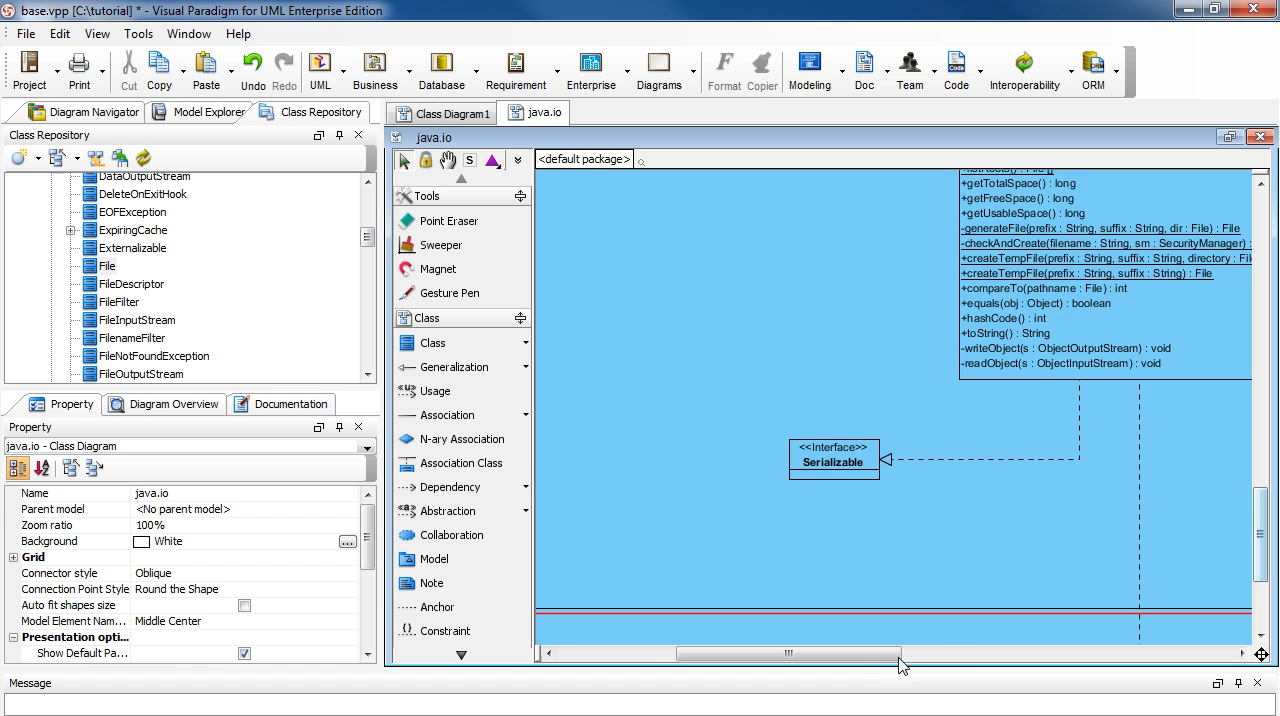 base.vpp [C:\tutorial] * - Visual Paradigm for UML Enterprise Edition
File Edit View Tools Window Help
Project Print Cut Copy Paste Undo Redo UML Business Database Requirement Enterprise Diagrams Format Copier Modeling Doc Team Code Interoperability ORM
Diagram Navigator Model Explorer Class Repository
Class Diagram1 java.io
Class Repository
DataOutputStream
DeleteOnExitHook
EOFException
ExpiringCache
Externalizable
File
FileDescriptor
FileFilter
FileInputStream
FilenameFilter
FileNotFoundException
FileOutputStream
Property Diagram Overview Documentation
Property
java.io - Class Diagram
Name java.io
Parent model <No parent model>
Zoom ratio 100%
Background White ...
Grid
Connector style Oblique
Connection Point Style Round the Shape
Auto fit shapes size
Model Element Nam... Middle Center
Presentation opti...
Show Default Pa...
java.io
S
<default package>
Tools
Point Eraser
Sweeper
Magnet
Gesture Pen
Class
Class
Generalization
Usage
Association
N-ary Association
Association Class
Dependency
Abstraction
Collaboration
Model
Note
Anchor
Constraint
+getTotalSpace() : long
+getFreeSpace() : long
+getUsableSpace() : long
-generateFile(prefix : String, suffix : String, dir : File) : File
-checkAndCreate(filename : String, sm : SecurityManager) :
+createTempFile(prefix : String, suffix : String, directory : Fil
+createTempFile(prefix : String, suffix : String) : File
+compareTo(pathname : File) : int
+equals(obj : Object) : boolean
+hashCode() : int
+toString() : String
-writeObject(s : ObjectOutputStream) : void
-readObject(s : ObjectInputStream) : void
<<Interface>>
Serializable
Message